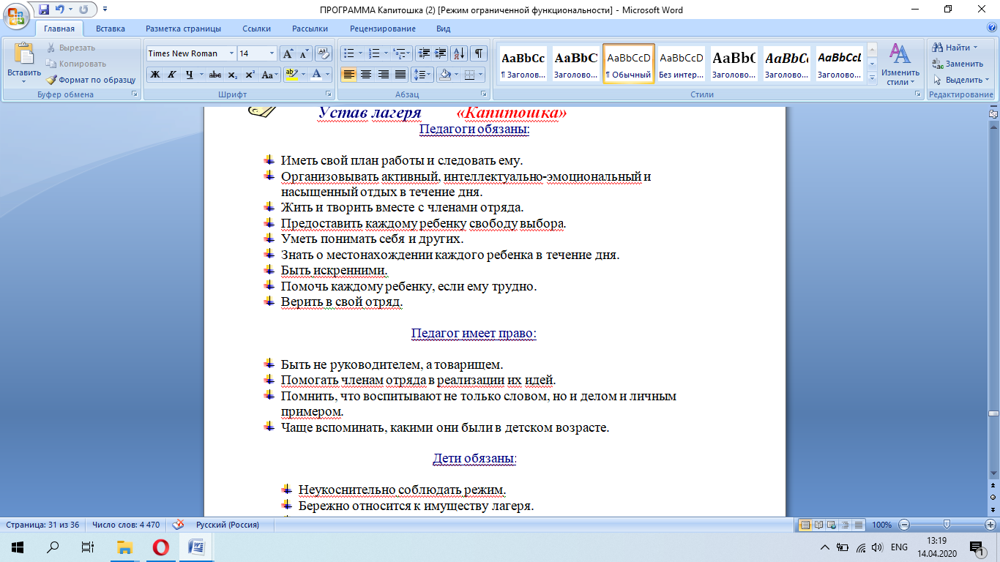 ПРОГРАММА Капитошка (2) [Режим ограниченной функциональности] - Microsoft Word
Главная Вставка Разметка страницы Ссылки Рассылки Рецензирование Вид
Вставить
Вырезать
Копировать
Формат по образцу
Буфер обмена
Times New Roman 14
Ж К Ч abc x₂ x² Aa А
Шрифт
Абзац
AaBbCc AaBbC AaBbCcD AaBbCcD AaBbC AaBbCc AaBbCcL
¶ Заголов... Заголово... ¶ Обычный Без интер... Заголово... Заголово... Заголово...
Стили
Изменить стили
Найти
Заменить
Выделить
Редактирование
Устав лагеря «Капитошка»
Педагоги обязаны:
Иметь свой план работы и следовать ему.
Организовывать активный, интеллектуально-эмоциональный и
насыщенный отдых в течение дня.
Жить и творить вместе с членами отряда.
Предоставить каждому ребенку свободу выбора.
Уметь понимать себя и других.
Знать о местонахождении каждого ребенка в течение дня.
Быть искренними.
Помочь каждому ребенку, если ему трудно.
Верить в свой отряд.
Педагог имеет право:
Быть не руководителем, а товарищем.
Помогать членам отряда в реализации их идей.
Помнить, что воспитывают не только словом, но и делом и личным
примером.
Чаще вспоминать, какими они были в детском возрасте.
Дети обязаны:
Неукоснительно соблюдать режим.
Бережно относится к имуществу лагеря.
Страница: 31 из 36 Число слов: 4 470 Русский (Россия) 100%
ENG
13:19
14.04.2020
1